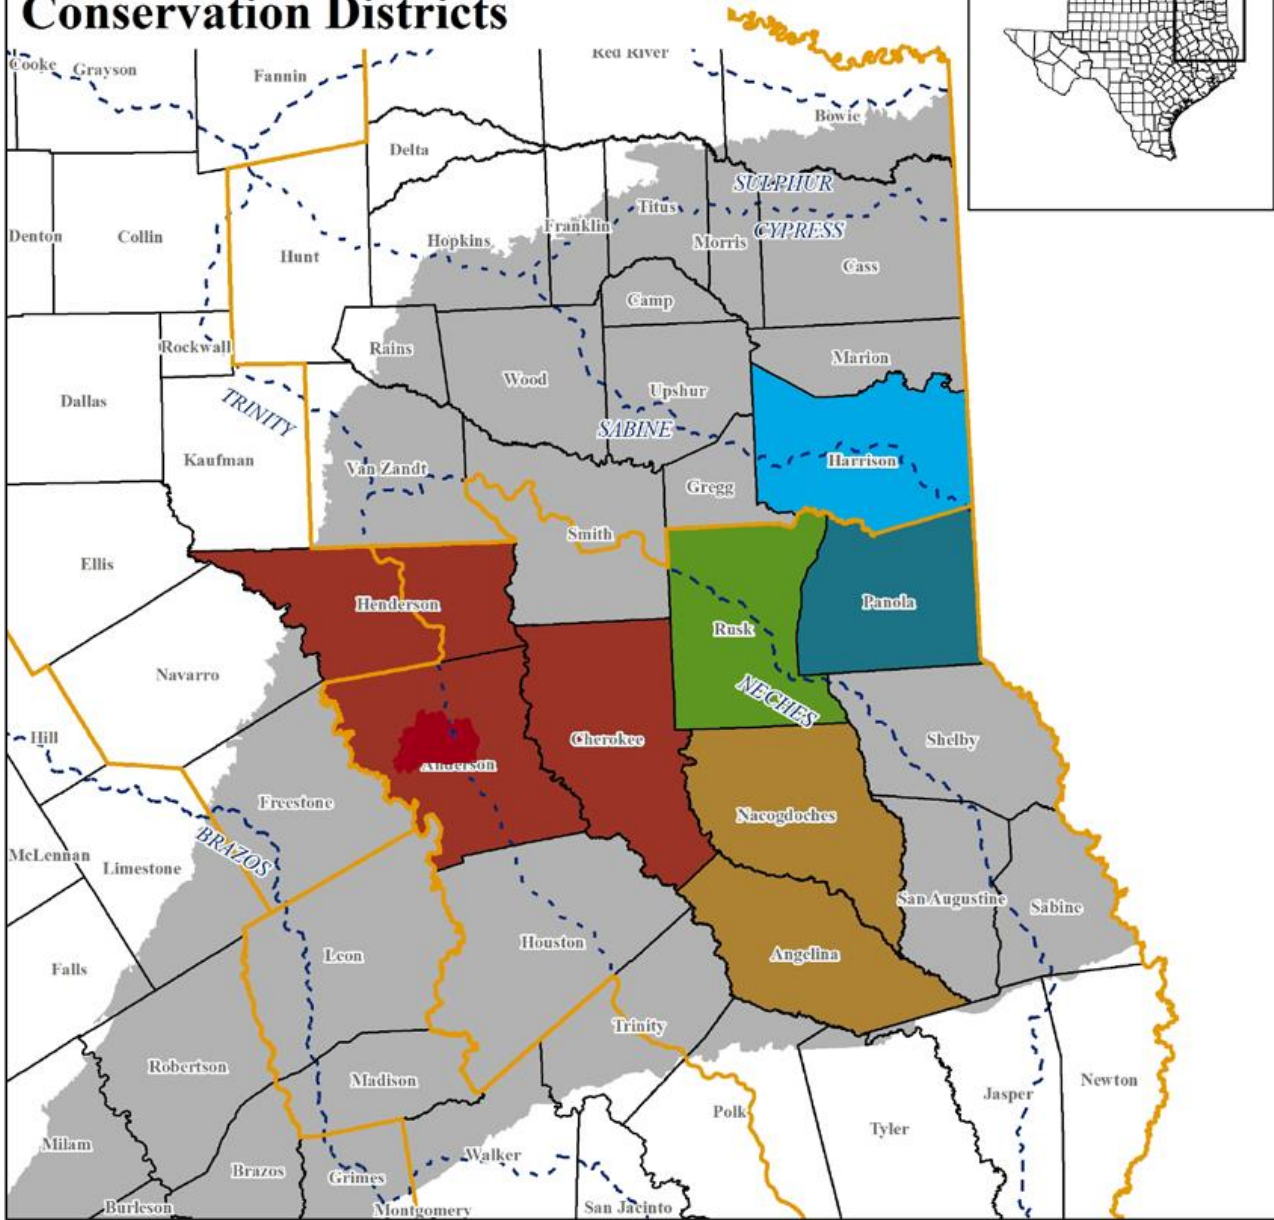 Conservation Districts
Cooke
Grayson
Fannin
Red River
Bowie
Delta
SULPHUR
Titus
Franklin
Morris
CYPRESS
Denton
Collin
Hunt
Hopkins
Cass
Camp
Rockwall
Rains
Marion
Wood
Upshur
Dallas
TRINITY
SABINE
Kaufman
Van Zandt
Harrison
Gregg
Smith
Ellis
Henderson
Panola
Rusk
Navarro
NECHES
Hill
Cherokee
Shelby
Anderson
Freestone
Nacogdoches
BRAZOS
McLennan
Limestone
San Augustine
Sabine
Houston
Leon
Angelina
Falls
Trinity
Robertson
Madison
Newton
Jasper
Polk
Tyler
Milam
Walker
Brazos
Grimes
Burleson
Montgomery
San Jacinto